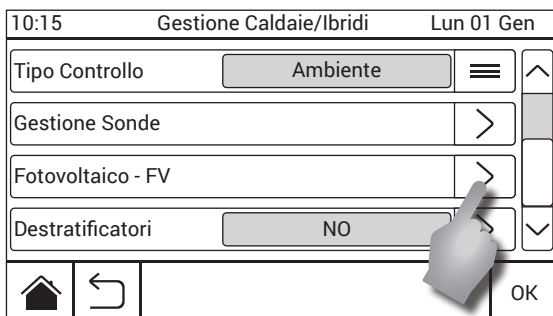 10:15 Gestione Caldaie/Ibridi Lun 01 Gen
Tipo Controllo Ambiente
Gestione Sonde
Fotovoltaico - FV
Destratificatori NO
OK